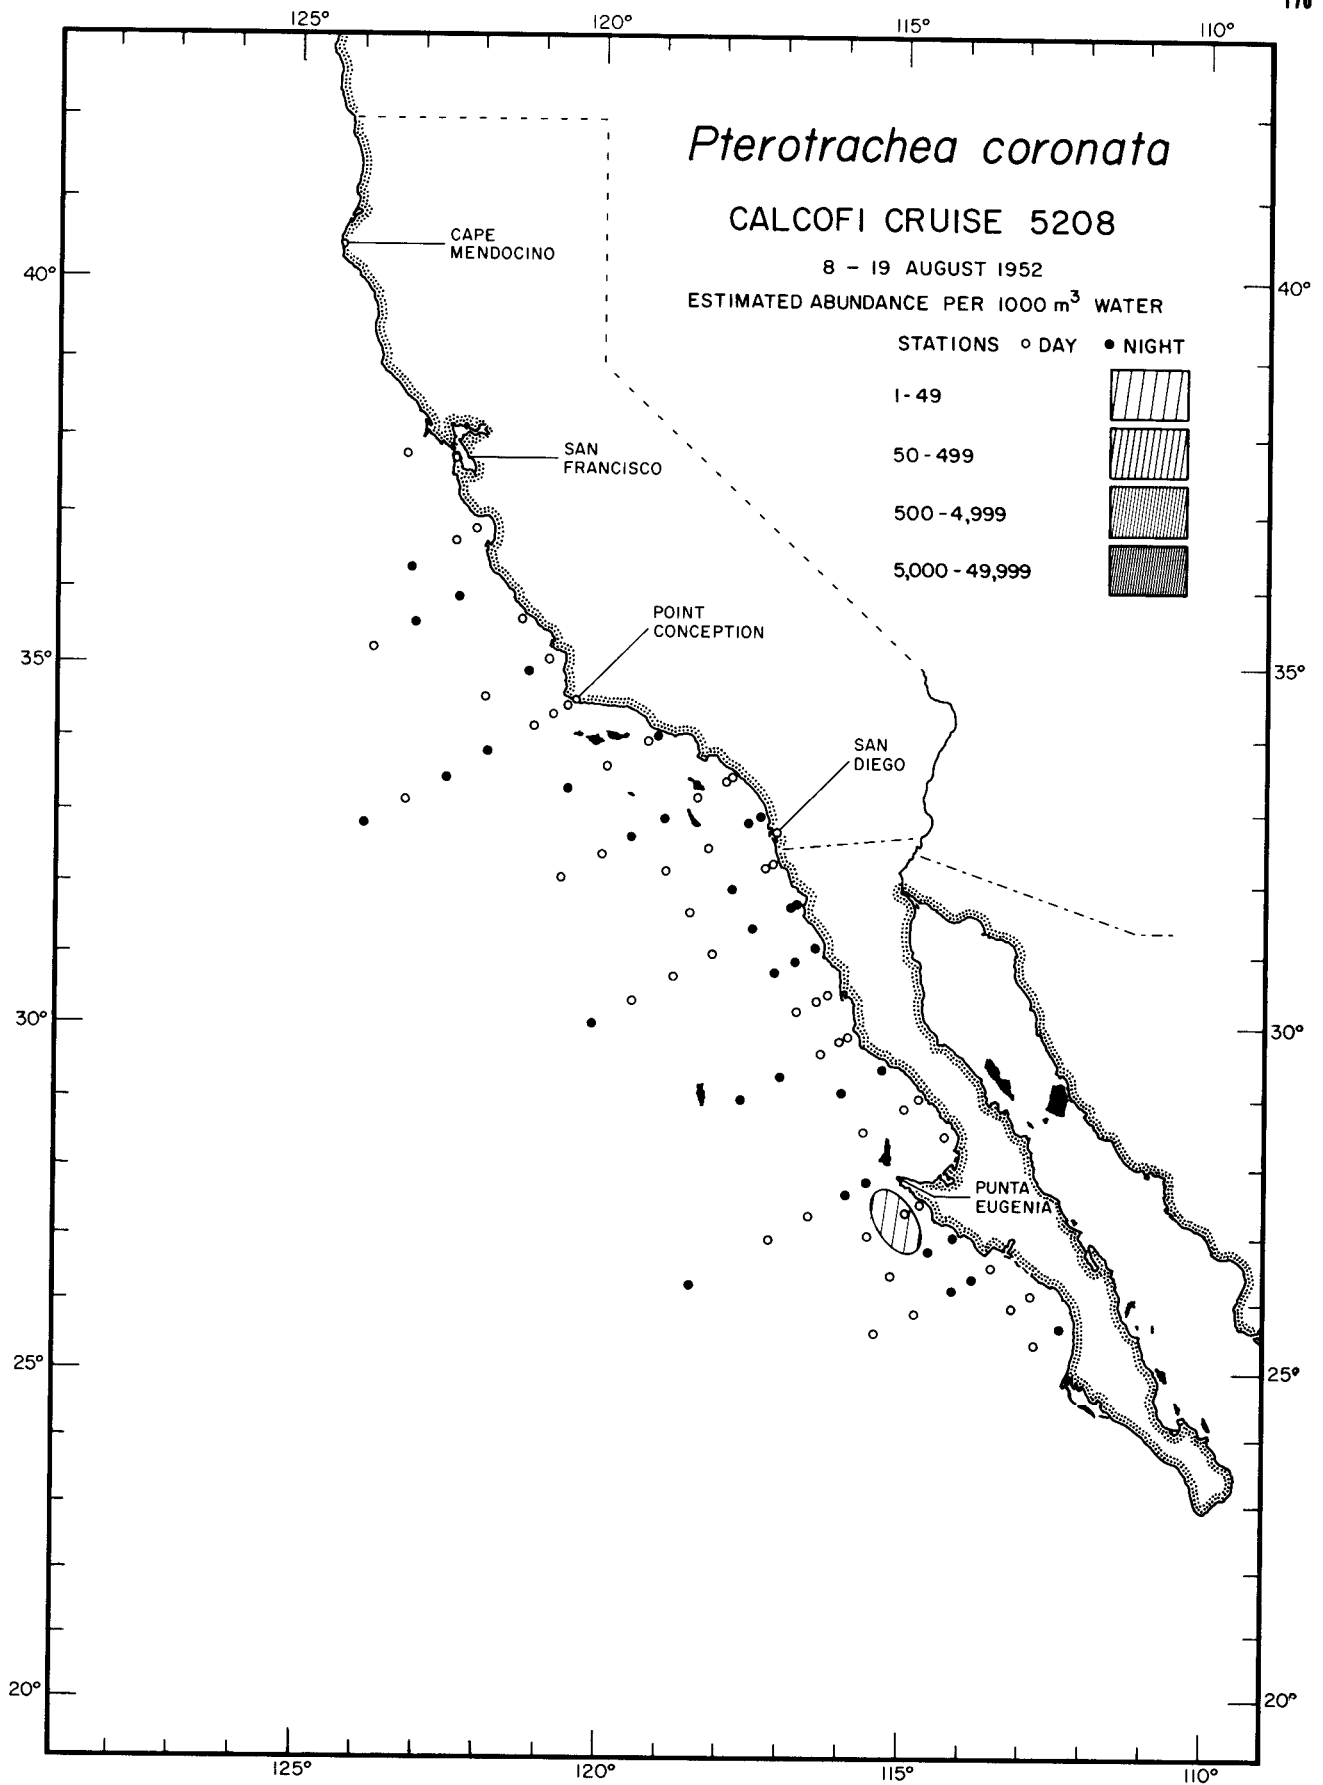 125° 120° 115° 110°
Pterotrachea coronata
CALCOFI CRUISE 5208
8 – 19 AUGUST 1952
ESTIMATED ABUNDANCE PER 1000 m³ WATER
STATIONS ○ DAY ● NIGHT
1-49
50-499
500-4,999
5,000-49,999
CAPE
MENDOCINO
40° 40°
SAN
FRANCISCO
POINT
CONCEPTION
35° 35°
SAN
DIEGO
30° 30°
PUNTA
EUGENIA
25° 25°
20° 20°
125° 120° 115° 110°